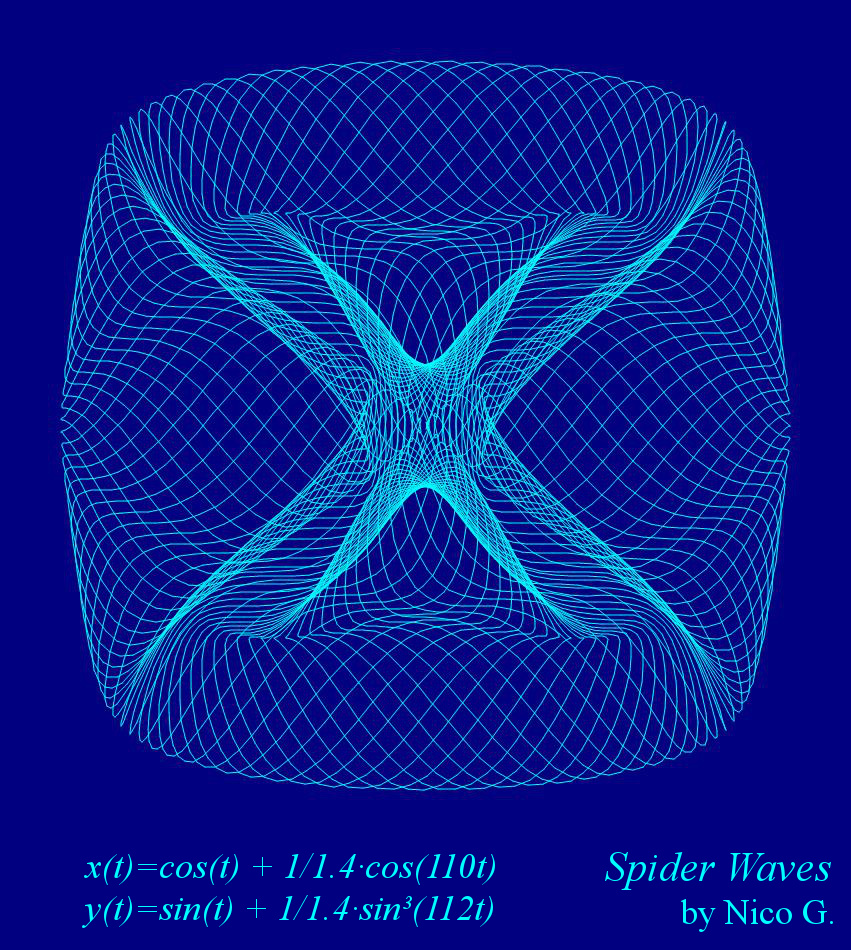 x(t)=cos(t) + 1/1.4·cos(110t)
y(t)=sin(t) + 1/1.4·sin³(112t)
Spider Waves
by Nico G.